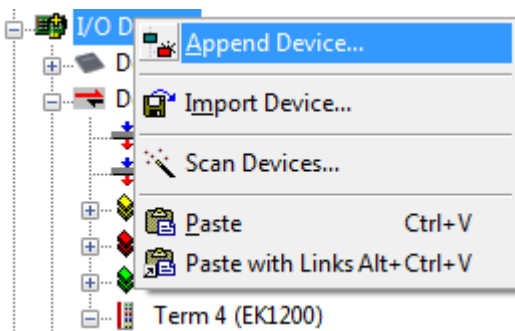 I/O D
Append Device...
D
D
Import Device...
Scan Devices...
Paste Ctrl+V
Paste with Links Alt+Ctrl+V
Term 4 (EK1200)